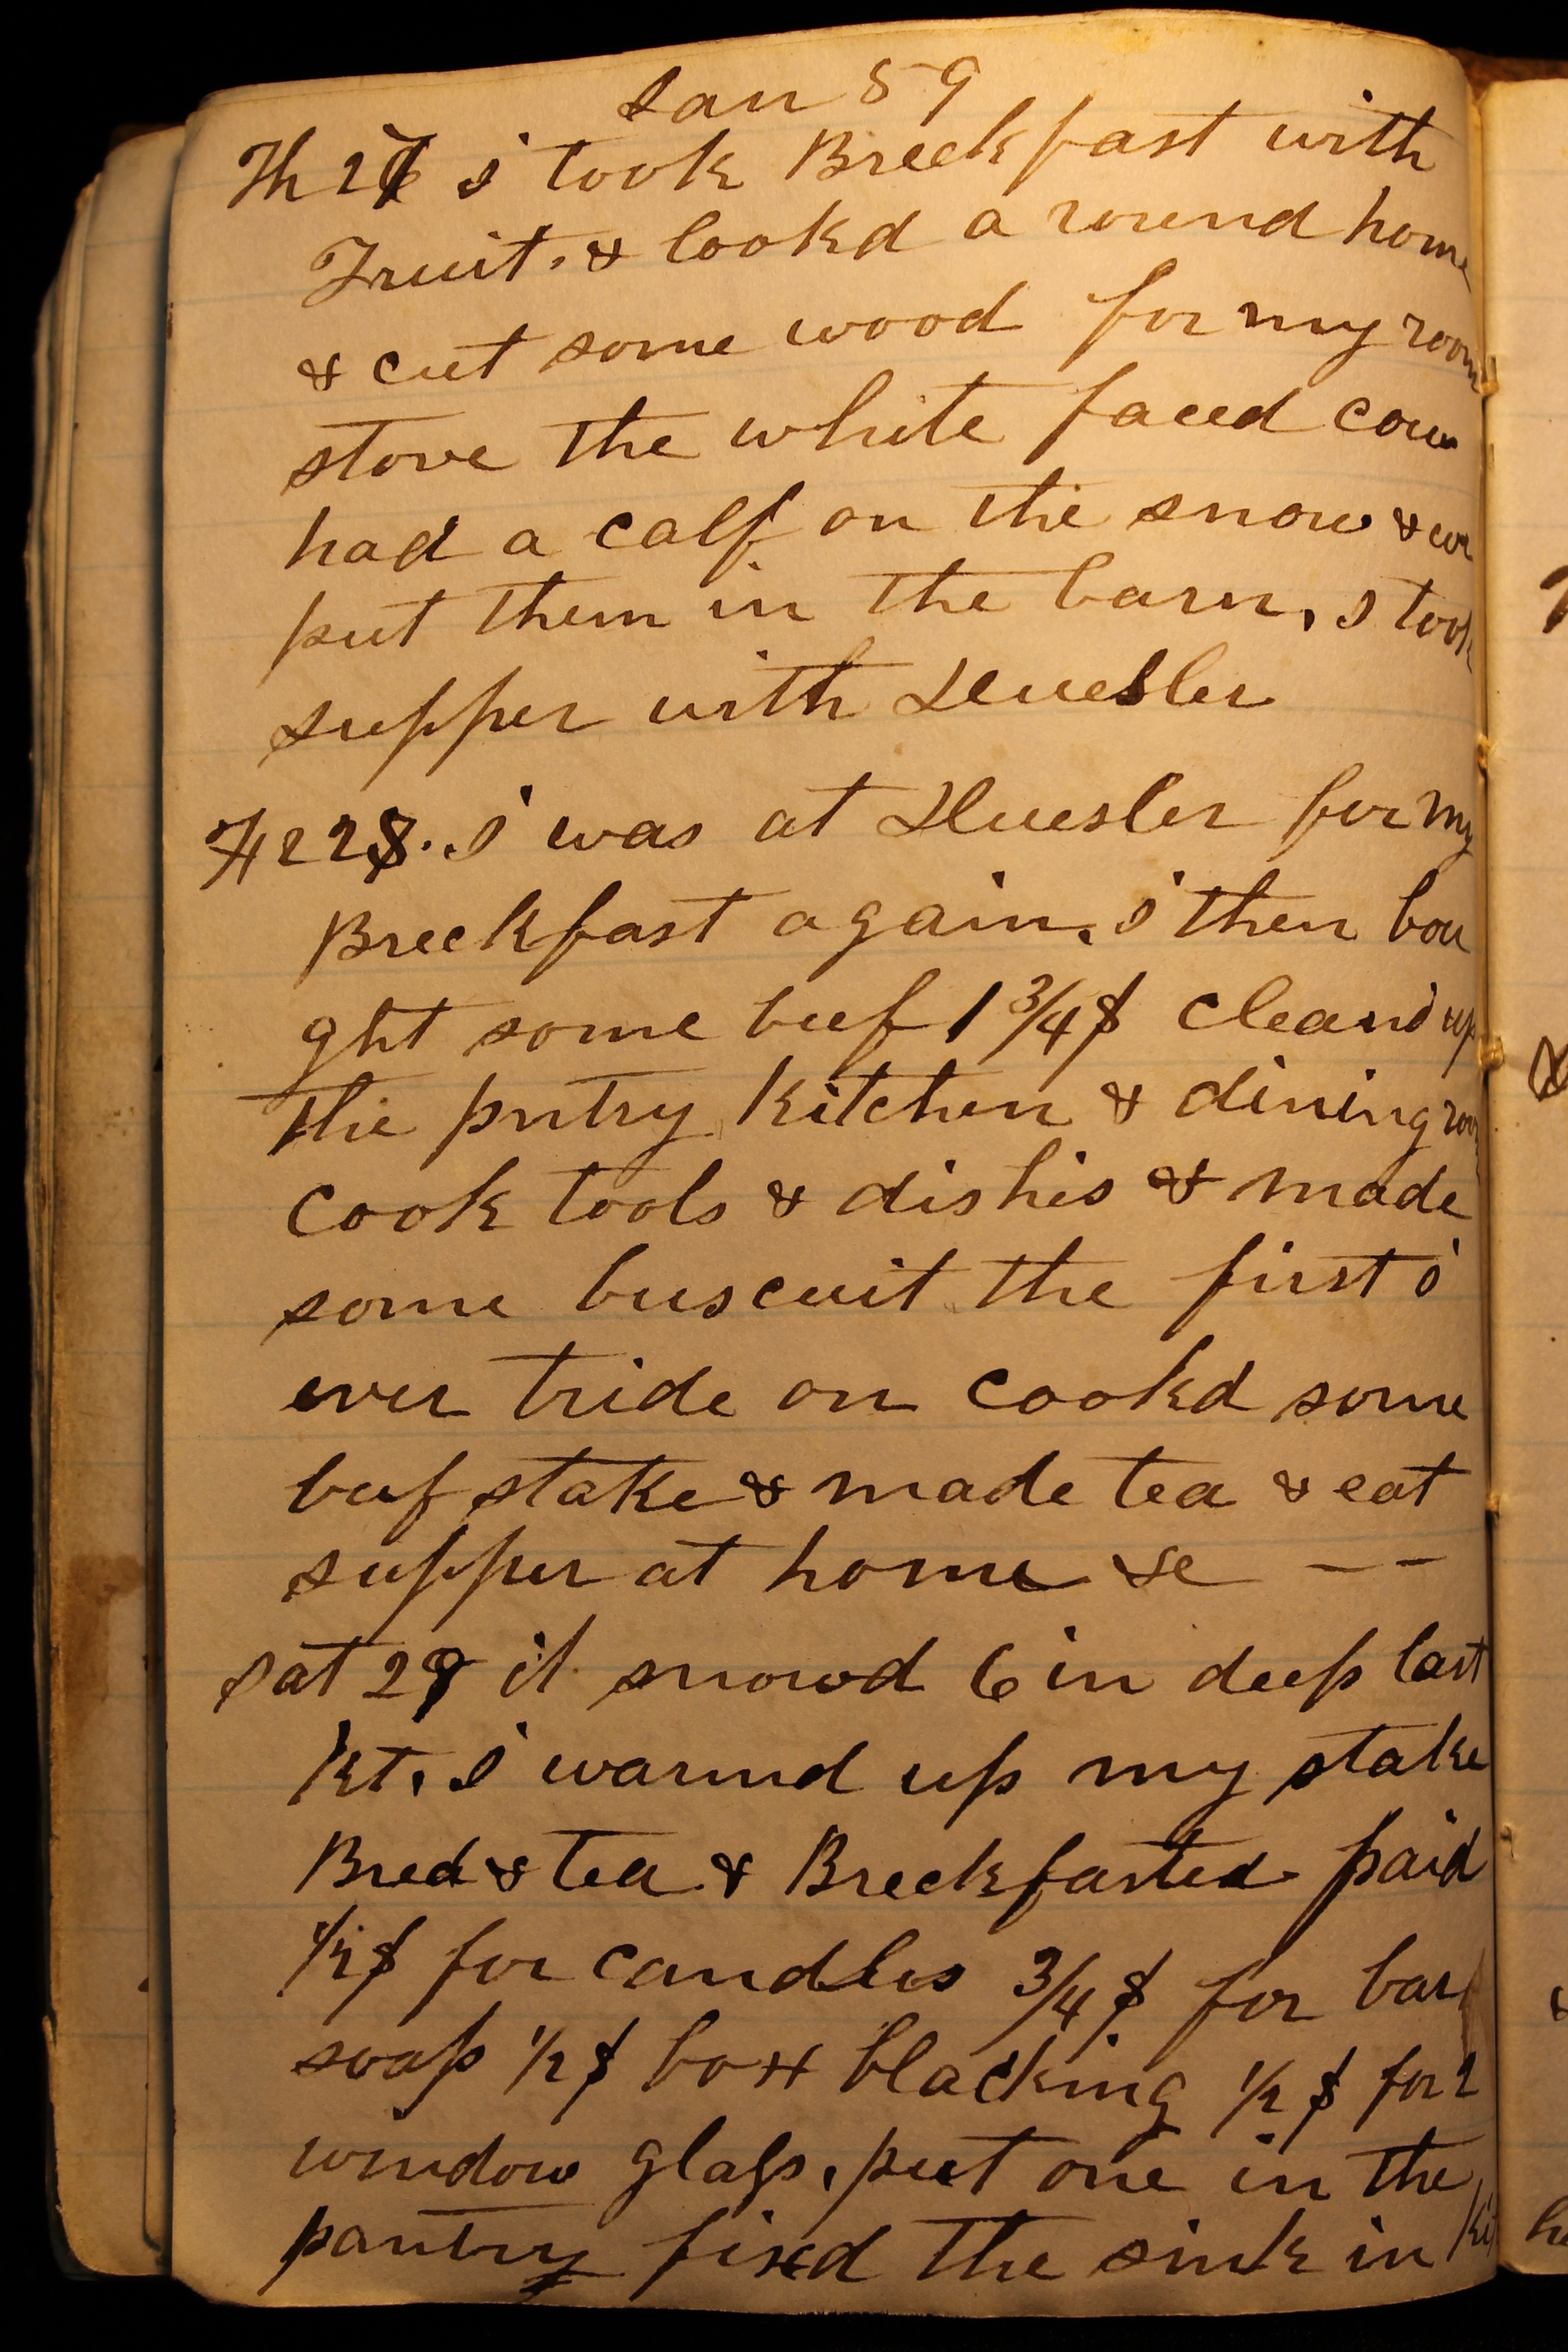 Jan 59
Th 27 i took Breckfast with
Fruit. & lookd a round home
& cut some wood for my room
stove the white faced cow
had a calf on the snow & we
put them in the barn, I took
supper with Huesler
Fr 28. I was at Huesler for my
Breckfast again. i then bou
ght some beef 1 3/4 $ cleand up
the pntry kitchen & dining room
cook tools & dishis & made
some buscuit the first i
ever tride on cookd some
beef stake & made tea & eat
supper at home &c - -
Sat 29 it snowd 6 in deep last
nt. I warmd up my stake
Bred & tea & Breckfasted paid
1/2 $ for candles 3/4 $ for bar
soap 1/2 $ box blacking 1/2 $ for 2
window glass, put one in the
pantry fixd the sink in kit